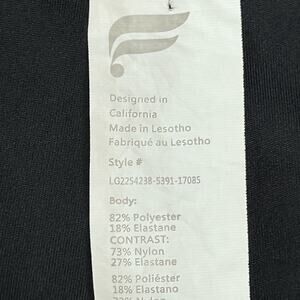 Designed in
California
Made in Lesotho
Fabriqué au Lesotho
Style #
LG2254238-5391-17085
Body:
82% Polyester
18% Elastane
CONTRAST:
73% Nylon
27% Elastane
82% Poliéster
18% Elastano